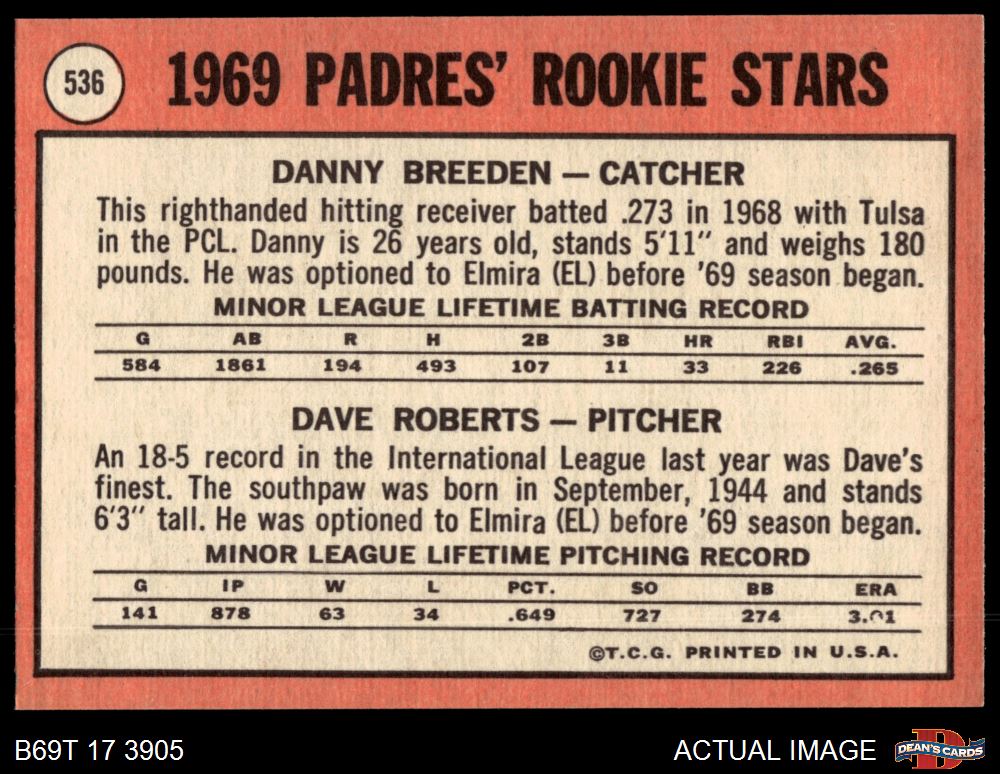 536
1969 PADRES' ROOKIE STARS
DANNY BREEDEN — CATCHER
This righthanded hitting receiver batted .273 in 1968 with Tulsa
in the PCL. Danny is 26 years old, stands 5'11" and weighs 180
pounds. He was optioned to Elmira (EL) before '69 season began.
MINOR LEAGUE LIFETIME BATTING RECORD
G AB R H 2B 3B HR RBI AVG.
584 1861 194 493 107 11 33 226 .265
DAVE ROBERTS — PITCHER
An 18-5 record in the International League last year was Dave's
finest. The southpaw was born in September, 1944 and stands
6'3" tall. He was optioned to Elmira (EL) before '69 season began.
MINOR LEAGUE LIFETIME PITCHING RECORD
G IP W L PCT. SO BB ERA
141 878 63 34 .649 727 274
©T.C.G. PRINTED IN U.S.A.
B69T 17 3905
ACTUAL IMAGE
DEAN'S CARDS